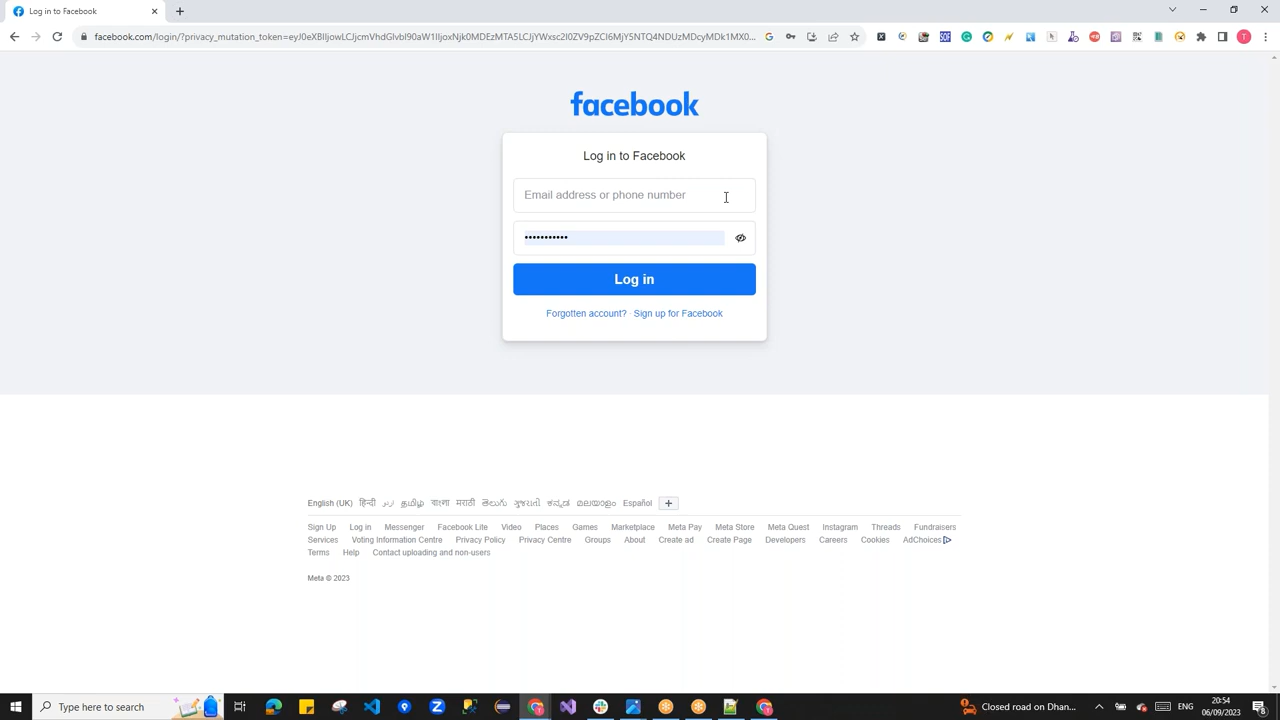 Log in to Facebook
facebook
Log in to Facebook
Email address or phone number
•••••••••••
Log in
Forgotten account? · Sign up for Facebook
English (UK) हिन्दी اردو தமிழ் বাংলা मराठी తెలుగు ગુજરાતી ಕನ್ನಡ മലയാളം Español +
Sign Up Log in Messenger Facebook Lite Video Places Games Marketplace Meta Pay Meta Store Meta Quest Instagram Threads Fundraisers
Services Voting Information Centre Privacy Policy Privacy Centre Groups About Create ad Create Page Developers Careers Cookies AdChoices
Terms Help Contact uploading and non-users
Meta © 2023
Type here to search
Closed road on Dhan...
ENG
20:54
06/09/2023